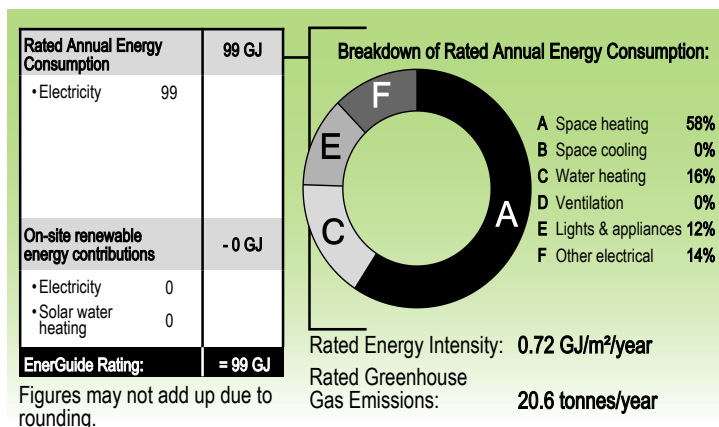 Rated Annual Energy
Consumption
99 GJ
• Electricity 99
On-site renewable
energy contributions
- 0 GJ
• Electricity 0
• Solar water
heating
0
EnerGuide Rating: = 99 GJ
Figures may not add up due to
rounding.
Breakdown of Rated Annual Energy Consumption:
F
E
C
A
A Space heating 58%
B Space cooling 0%
C Water heating 16%
D Ventilation 0%
E Lights & appliances 12%
F Other electrical 14%
Rated Energy Intensity: 0.72 GJ/m²/year
Rated Greenhouse
Gas Emissions: 20.6 tonnes/year